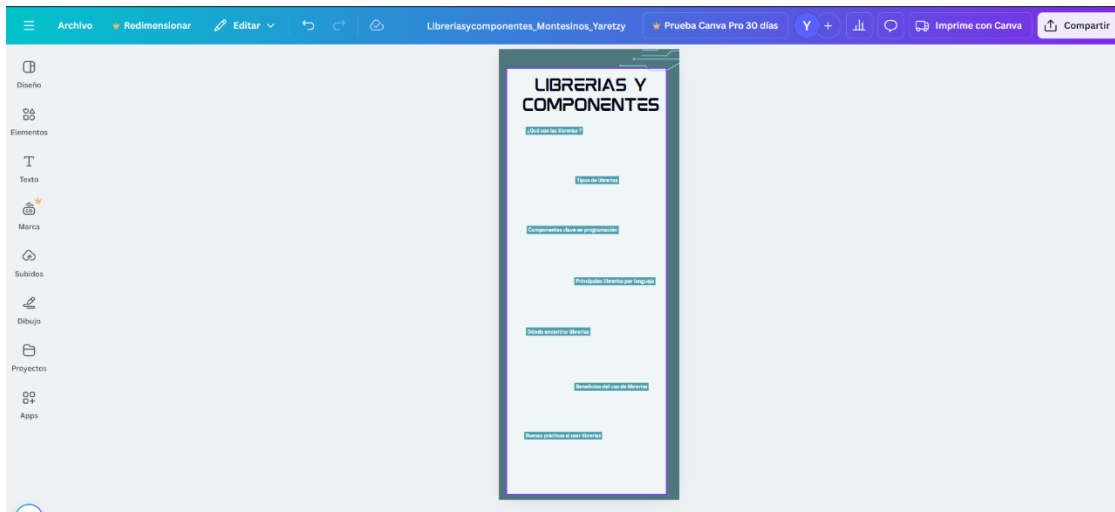 Archivo
Redimensionar
Editar
Libreriasycomponentes_Montesinos_Yaretzy
Prueba Canva Pro 30 días
Y
Imprime con Canva
Compartir
Diseño
Elementos
Texto
Marca
Subidos
Dibujo
Proyectos
Apps
LIBRERIAS Y
COMPONENTES
¿Qué son las librerías ?
Tipos de librerías
Componentes clave en programación
Principales librerías por lenguaje
Dónde encontrar librerías
Beneficios del uso de librerías
Buenas prácticas al usar librerías